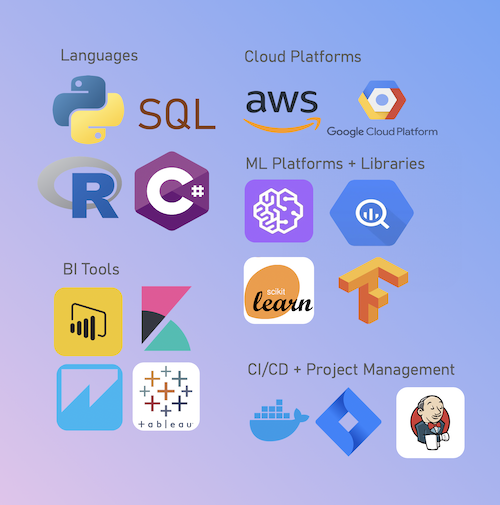 Languages
SQL
R
C#
BI Tools
+ableau
Cloud Platforms
aws
Google Cloud Platform
ML Platforms + Libraries
scikit
learn
CI/CD + Project Management